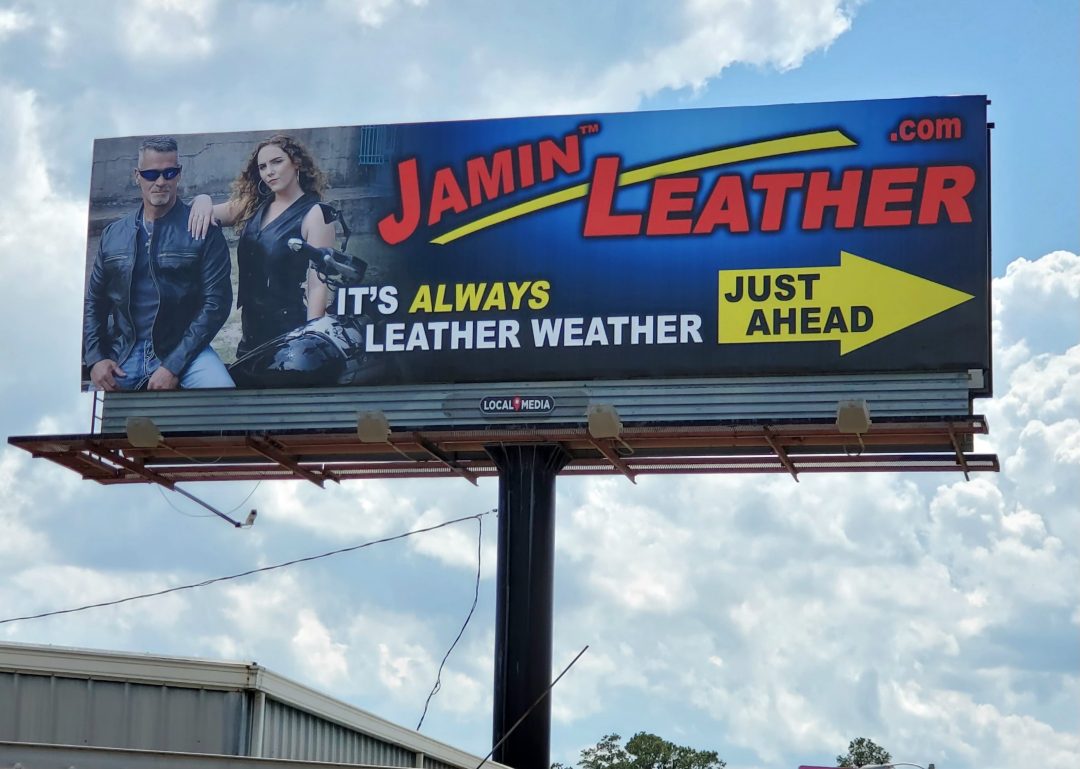 JAMIN™
LEATHER
.com
IT'S ALWAYS
LEATHER WEATHER
JUST
AHEAD
LOCAL MEDIA